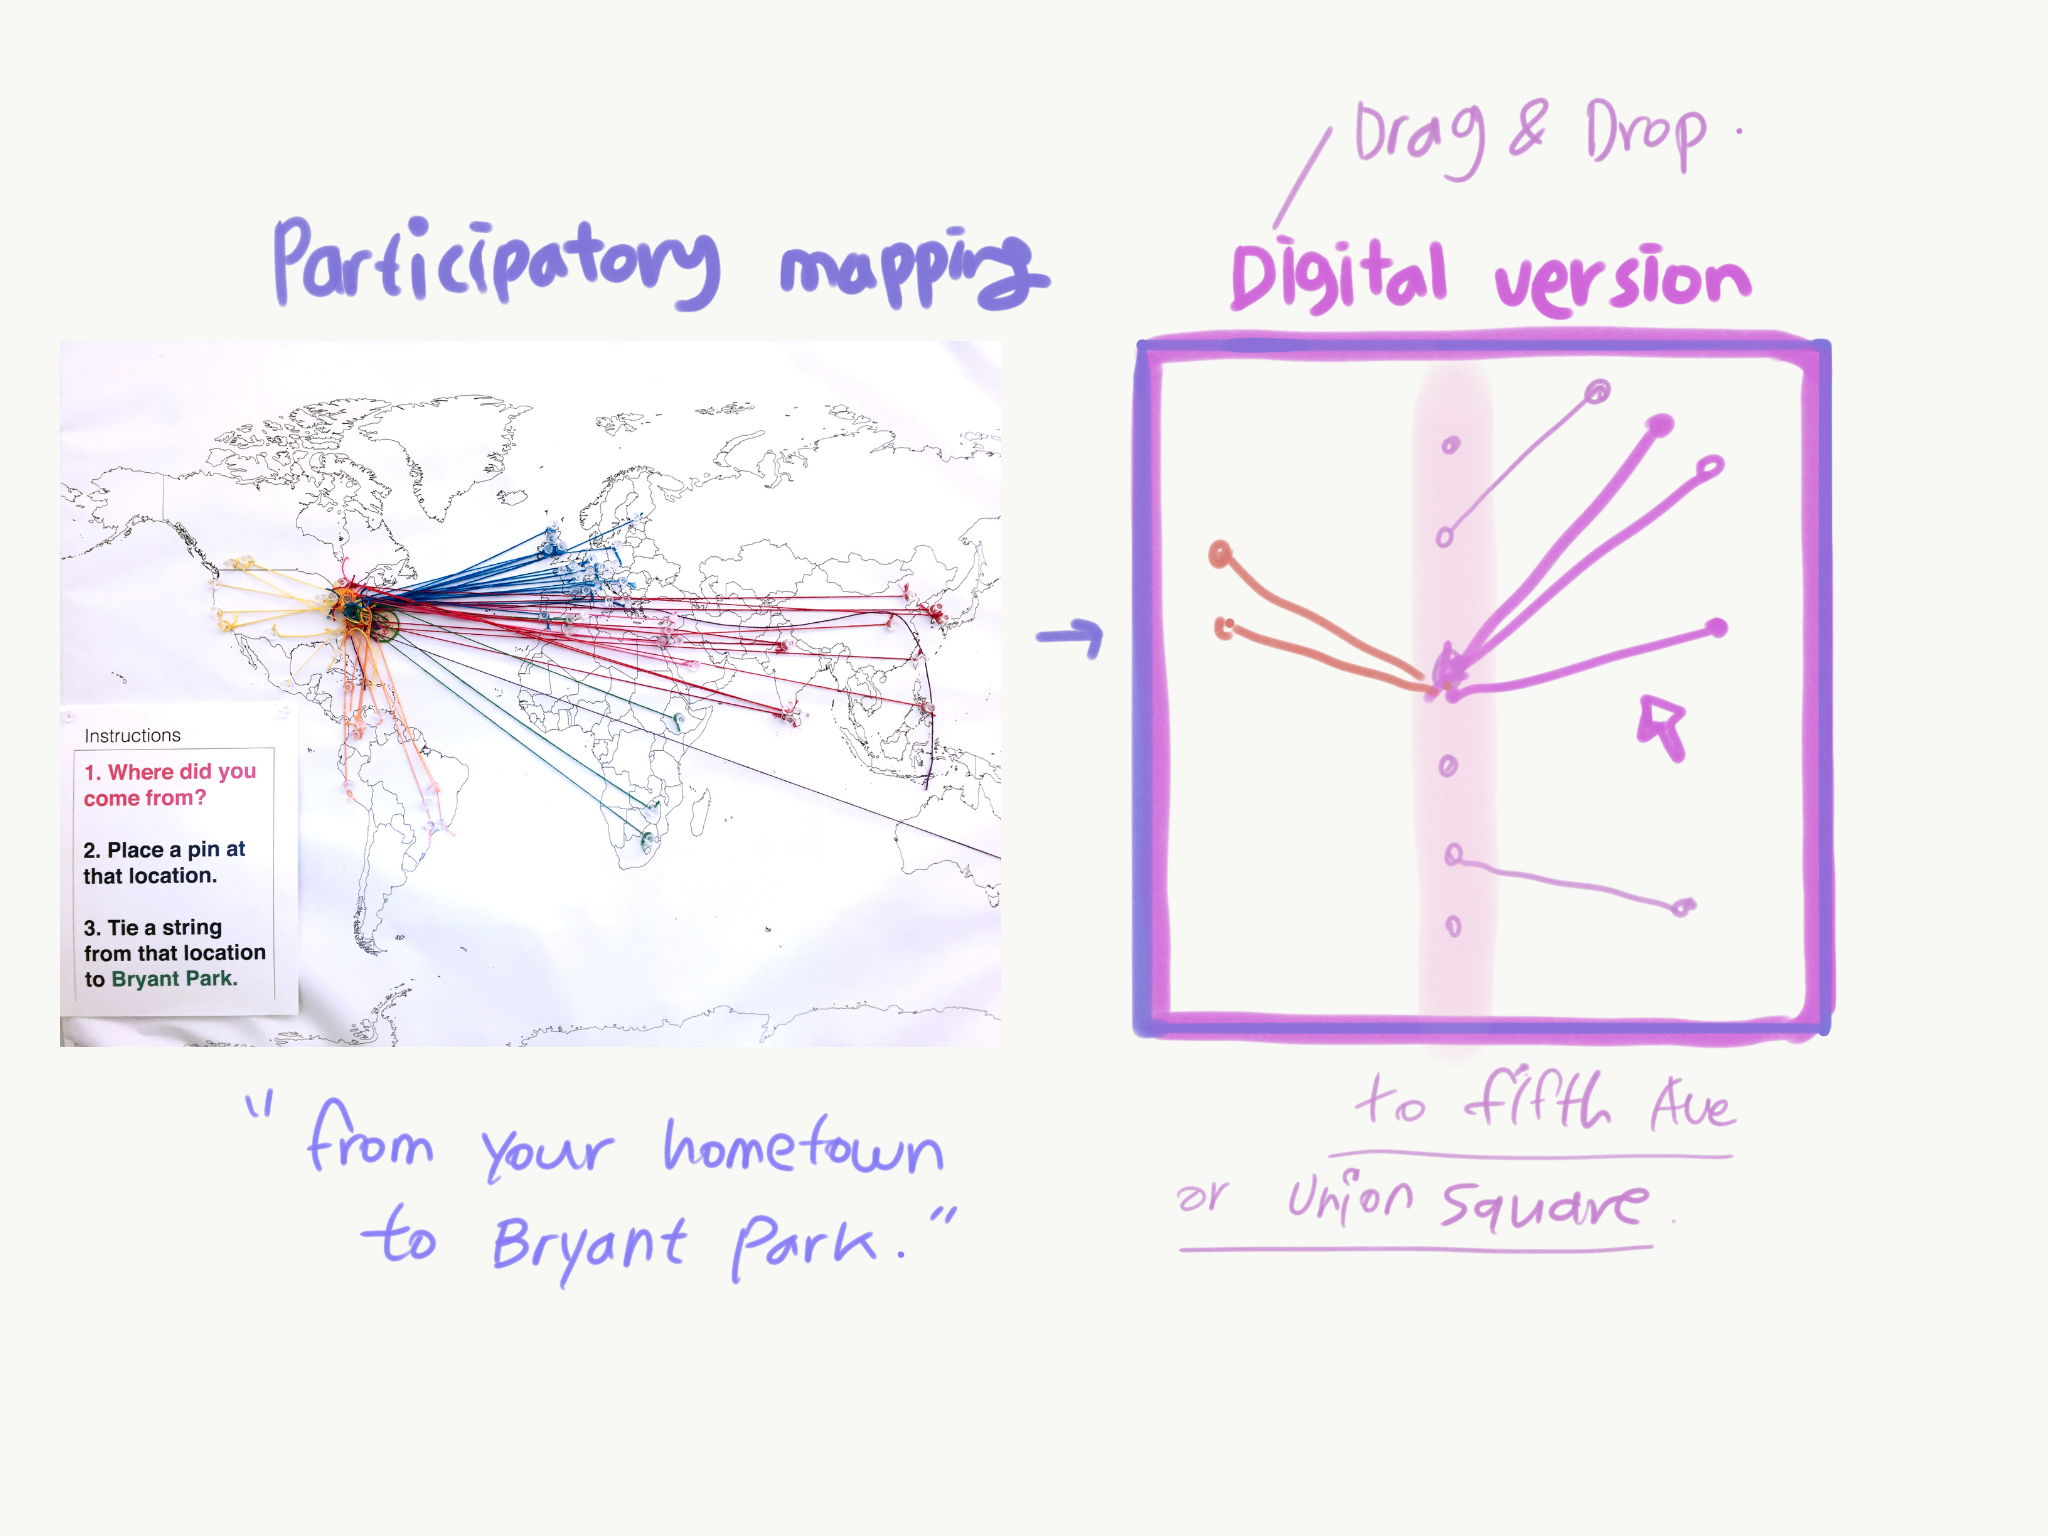 Drag & Drop.
Participatory mapping
Digital version
Instructions
1. Where did you
come from?
2. Place a pin at
that location.
3. Tie a string
from that location
to Bryant Park.
"from your hometown
to Bryant Park."
to fifth Ave
or Union Square.